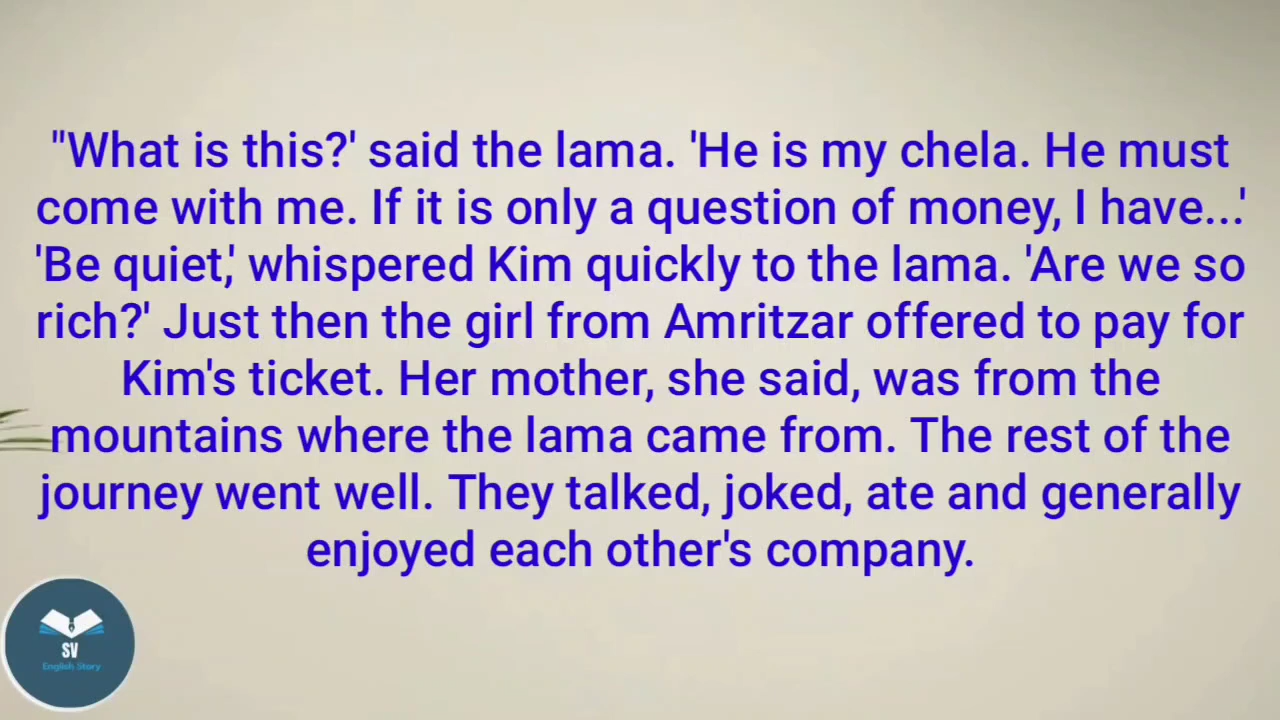 "What is this?' said the lama. 'He is my chela. He must
come with me. If it is only a question of money, I have...'
'Be quiet,' whispered Kim quickly to the lama. 'Are we so
rich?' Just then the girl from Amritzar offered to pay for
Kim's ticket. Her mother, she said, was from the
mountains where the lama came from. The rest of the
journey went well. They talked, joked, ate and generally
enjoyed each other's company.
SV
English Story